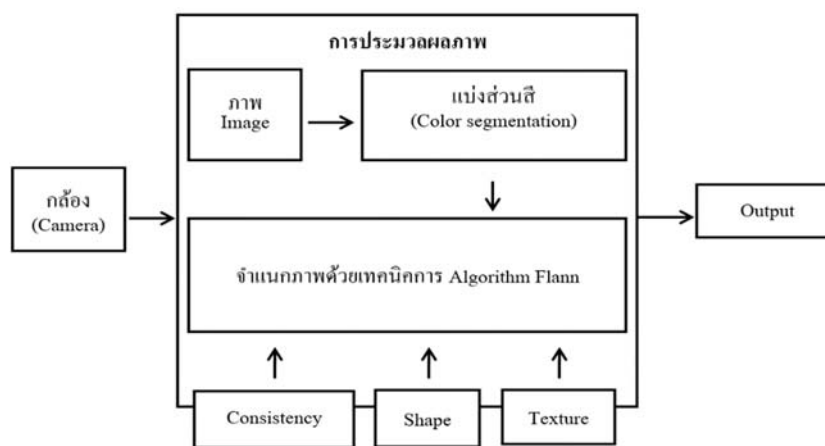 การประมวลผลภาพ
ภาพ
Image
แบ่งส่วนสี
(Color segmentation)
กล้อง
(Camera)
Output
จำแนกภาพด้วยเทคนิคการ Algorithm Flann
Consistency
Shape
Texture